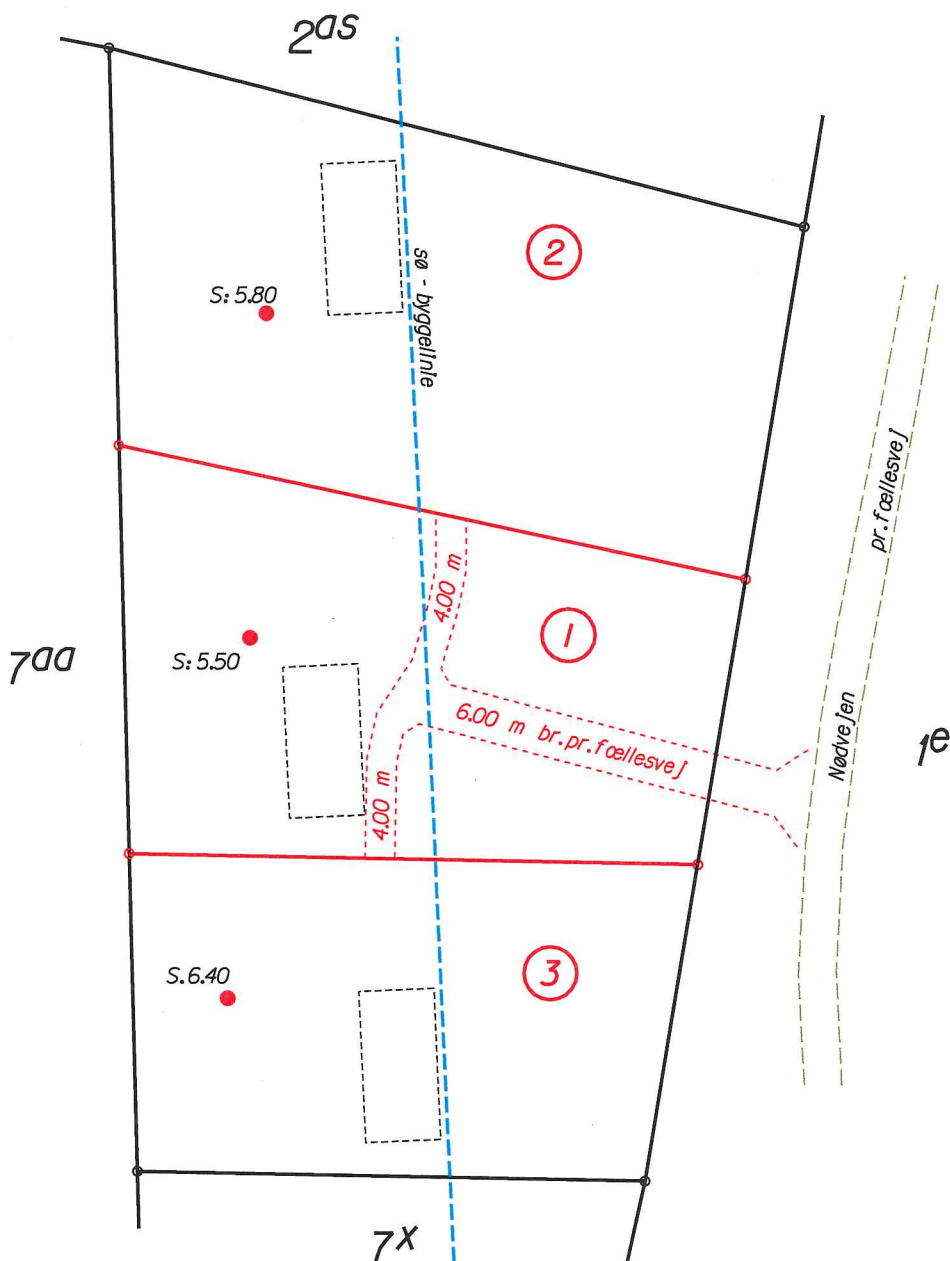 2as
2
sø - byggelinie
S: 5.80
pr.fællesvej
4.00 m
1
S: 5.50
7aa
6.00 m br.pr.fællesvej
Nødvejen
1e
4.00 m
S.6.40
3
7x